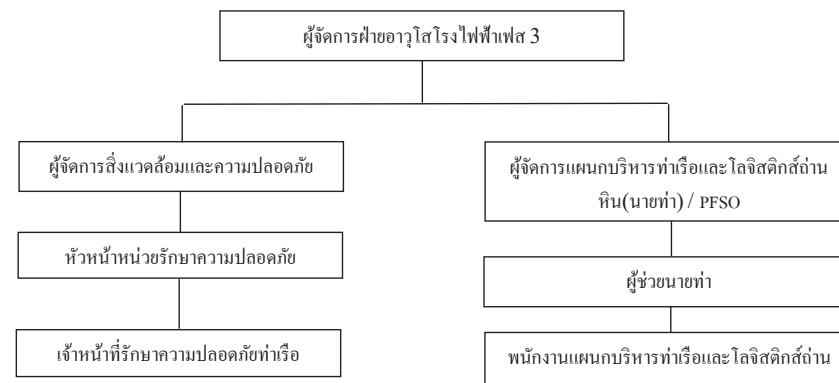 ผู้จัดการฝ่ายอาวุโสโรงไฟฟ้าเฟส 3
ผู้จัดการสิ่งแวดล้อมและความปลอดภัย
ผู้จัดการแผนกบริหารท่าเรือและโลจิสติกส์ถ่าน
หิน(นายท่า) / PFSO
หัวหน้าหน่วยรักษาความปลอดภัย
ผู้ช่วยนายท่า
เจ้าหน้าที่รักษาความปลอดภัยท่าเรือ
พนักงานแผนกบริหารท่าเรือและโลจิสติกส์ถ่าน